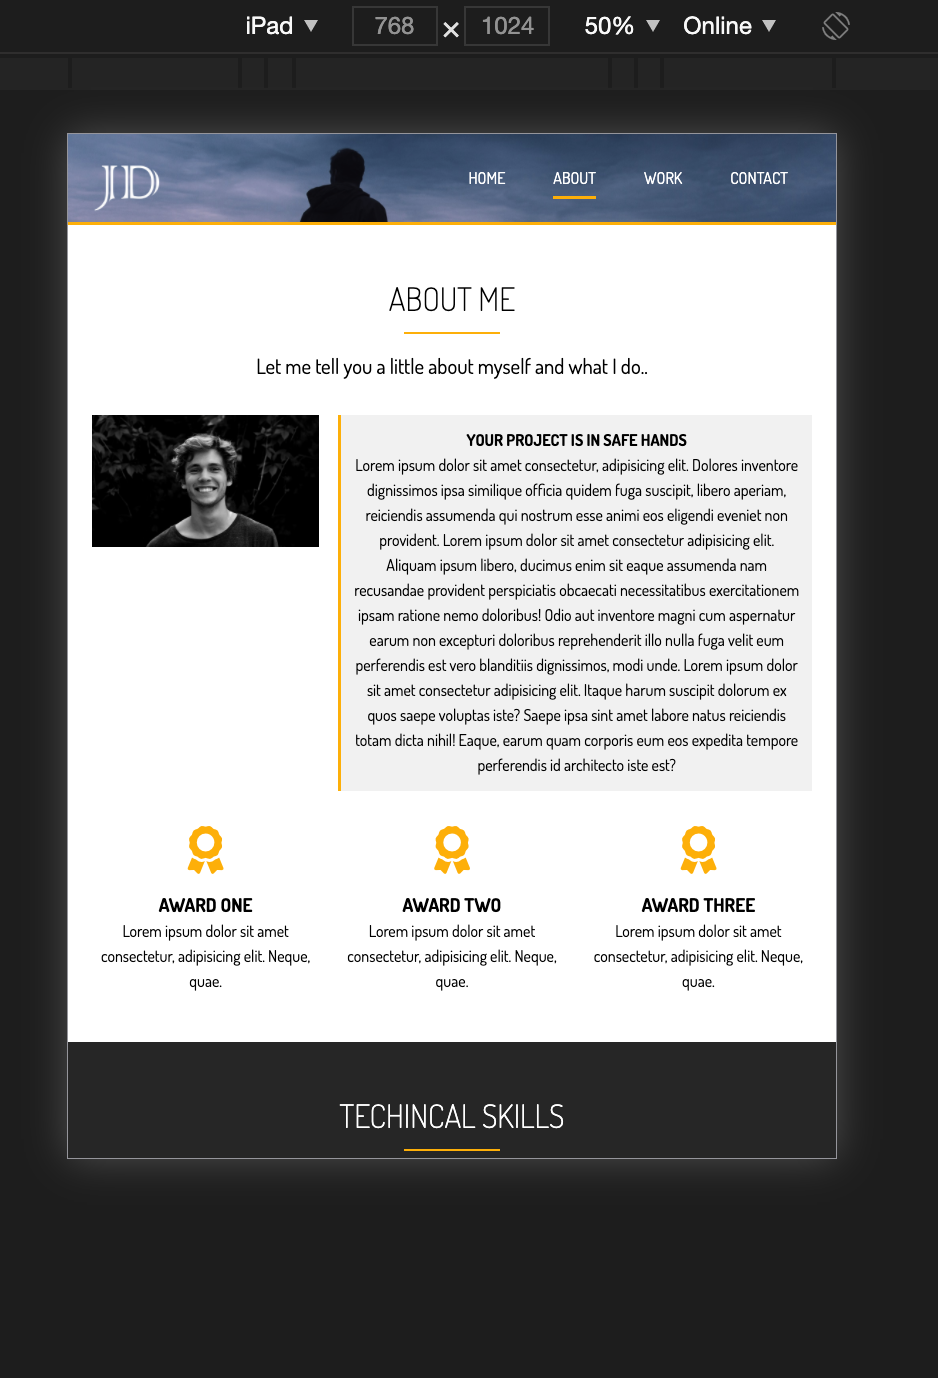 iPad 768 × 1024 50% Online
JD HOME ABOUT WORK CONTACT
ABOUT ME
Let me tell you a little about myself and what I do..
YOUR PROJECT IS IN SAFE HANDS
Lorem ipsum dolor sit amet consectetur, adipisicing elit. Dolores inventore
dignissimos ipsa similique officia quidem fuga suscipit, libero aperiam,
reiciendis assumenda qui nostrum esse animi eos eligendi eveniet non
provident. Lorem ipsum dolor sit amet consectetur adipisicing elit.
Aliquam ipsum libero, ducimus enim sit eaque assumenda nam
recusandae provident perspiciatis obcaecati necessitatibus exercitationem
ipsam ratione nemo doloribus! Odio aut inventore magni cum aspernatur
earum non excepturi doloribus reprehenderit illo nulla fuga velit eum
perferendis est vero blanditiis dignissimos, modi unde. Lorem ipsum dolor
sit amet consectetur adipisicing elit. Itaque harum suscipit dolorum ex
quos saepe voluptas iste? Saepe ipsa sint amet labore natus reiciendis
totam dicta nihil! Eaque, earum quam corporis eum eos expedita tempore
perferendis id architecto iste est?
AWARD ONE
Lorem ipsum dolor sit amet
consectetur, adipisicing elit. Neque,
quae.
AWARD TWO
Lorem ipsum dolor sit amet
consectetur, adipisicing elit. Neque,
quae.
AWARD THREE
Lorem ipsum dolor sit amet
consectetur, adipisicing elit. Neque,
quae.
TECHINCAL SKILLS